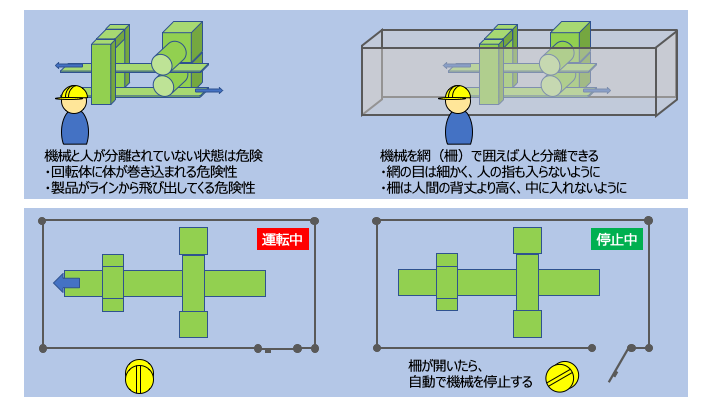 機械と人が分離されていない状態は危険
・回転体に体が巻き込まれる危険性
・製品がラインから飛び出してくる危険性
機械を網（柵）で囲えば人と分離できる
・網の目は細かく、人の指も入らないように
・柵は人間の背丈より高く、中に入れないように
運転中
停止中
柵が開いたら、
自動で機械を停止する